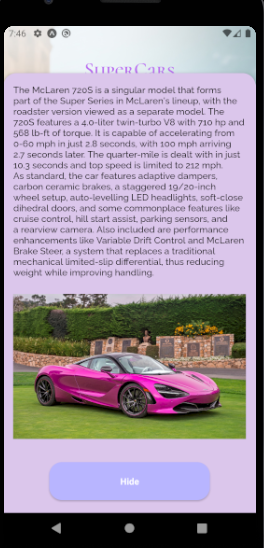 7:46
SuperCars
The McLaren 720S is a singular model that forms
part of the Super Series in McLaren's lineup, with the
roadster version viewed as a separate model. The
720S features a 4.0-liter twin-turbo V8 with 710 hp and
568 lb-ft of torque. It is capable of accelerating from
0-60 mph in just 2.8 seconds, with 100 mph arriving
2.7 seconds later. The quarter-mile is dealt with in just
10.3 seconds and top speed is limited to 212 mph.
As standard, the car features adaptive dampers,
carbon ceramic brakes, a staggered 19/20-inch
wheel setup, auto-levelling LED headlights, soft-close
dihedral doors, and some commonplace features like
cruise control, hill start assist, parking sensors, and
a rearview camera. Also included are performance
enhancements like Variable Drift Control and McLaren
Brake Steer, a system that replaces a traditional
mechanical limited-slip differential, thus reducing
weight while improving handling.
Hide